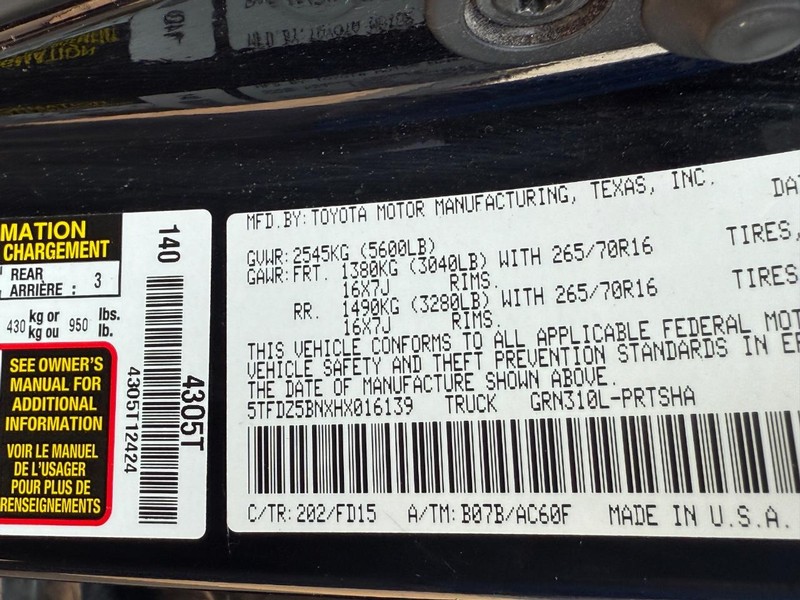 MATION
CHARGEMENT
REAR
ARRIÈRE : 3
430 kg or
kg ou 950 lbs.
lb.
SEE OWNER'S
MANUAL FOR
ADDITIONAL
INFORMATION
VOIR LE MANUEL
DE L'USAGER
POUR PLUS DE
RENSEIGNEMENTS
140
4305T
4305T124424
MFD.BY:TOYOTA MOTOR MANUFACTURING, TEXAS, INC. DA
GVWR:2545KG (5600LB)
GAWR:FRT. 1380KG (3040LB) WITH 265/70R16 TIRES,
16X7J RIMS.
RR. 1490KG (3280LB) WITH 265/70R16 TIRES
16X7J RIMS.
THIS VEHICLE CONFORMS TO ALL APPLICABLE FEDERAL MOT
VEHICLE SAFETY AND THEFT PREVENTION STANDARDS IN EF
THE DATE OF MANUFACTURE SHOWN ABOVE.
5TFDZ5BNXHX016139 TRUCK GRN310L-PRTSHA
C/TR:202/FD15 A/TM:B07B/AC60F MADE IN U.S.A.